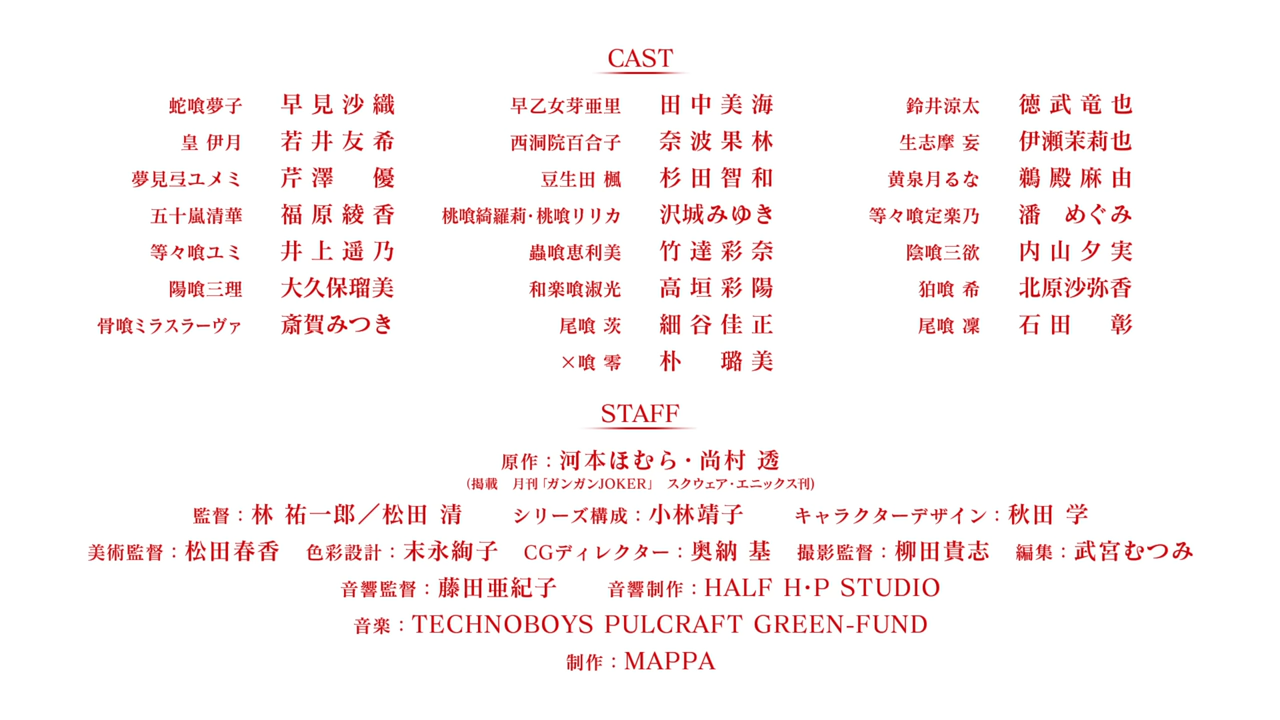 CAST
蛇喰夢子 早見沙織 早乙女芽亜里 田中美海 鈴井涼太 徳武竜也
皇 伊月 若井友希 西洞院百合子 奈波果林 生志摩 妄 伊瀬茉莉也
夢見弖ユメミ 芹澤 優 豆生田 楓 杉田智和 黄泉月るな 鵜殿麻由
五十嵐清華 福原綾香 桃喰綺羅莉・桃喰リリカ 沢城みゆき 等々喰定楽乃 潘 めぐみ
等々喰ユミ 井上遥乃 蟲喰恵利美 竹達彩奈 陰喰三欲 内山夕実
陽喰三理 大久保瑠美 和楽喰淑光 高垣彩陽 狛喰 希 北原沙弥香
骨喰ミラスラーヴァ 斎賀みつき 尾喰 茨 細谷佳正 尾喰 凜 石田 彰
×喰 零 朴 璐美
STAFF
原作：河本ほむら・尚村 透
(掲載 月刊「ガンガンJOKER」 スクウェア・エニックス刊)
監督：林 祐一郎／松田 清 シリーズ構成：小林靖子 キャラクターデザイン：秋田 学
美術監督：松田春香 色彩設計：末永絢子 CGディレクター：奥納 基 撮影監督：柳田貴志 編集：武宮むつみ
音響監督：藤田亜紀子 音響制作：HALF H・P STUDIO
音楽：TECHNOBOYS PULCRAFT GREEN-FUND
制作：MAPPA